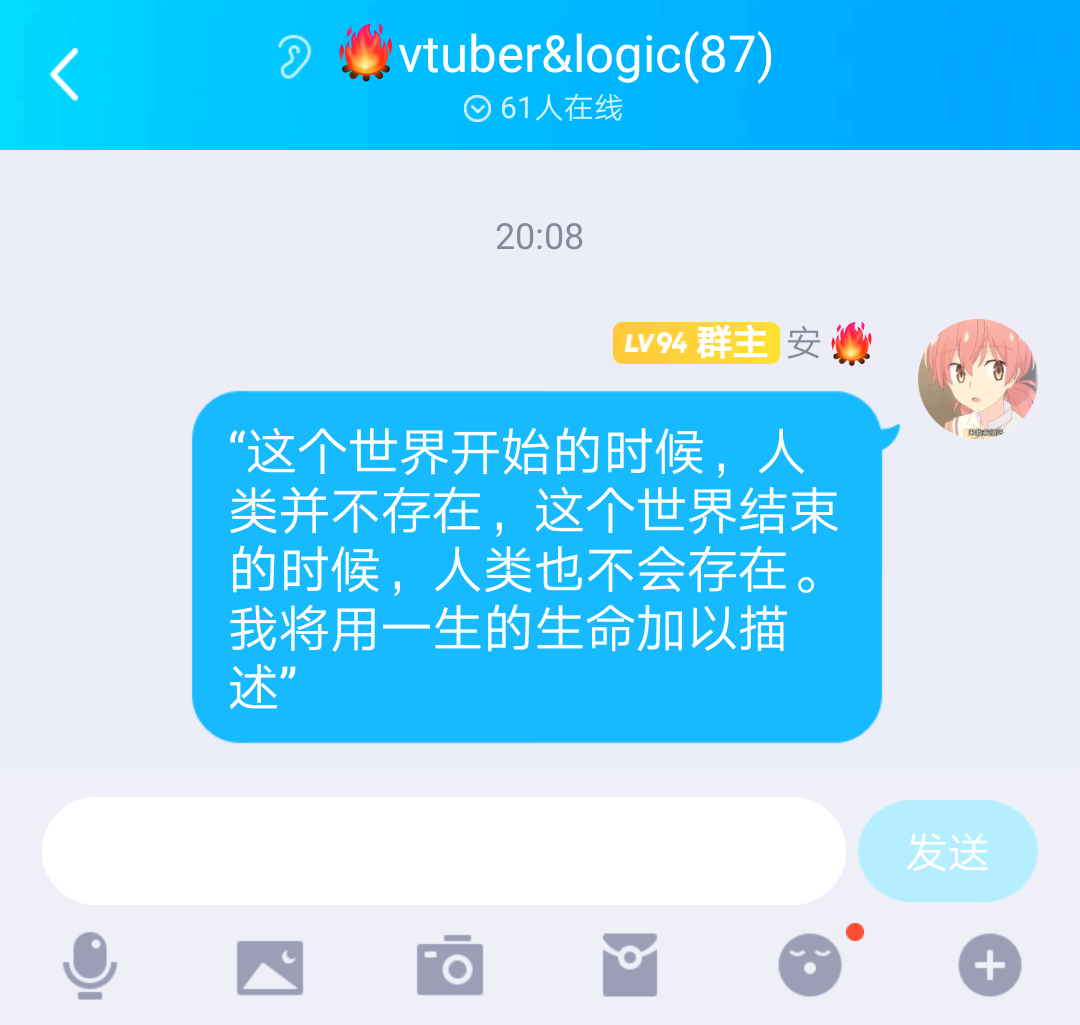 🔥vtuber&logic(87)
61人在线
20:08
LV94 群主 安🔥
“这个世界开始的时候，人
类并不存在，这个世界结束
的时候，人类也不会存在。
我将用一生的生命加以描
述”
发送